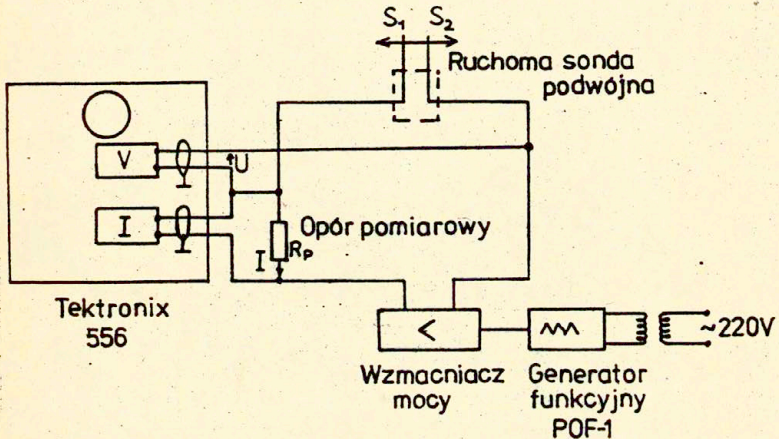 S₁ S₂
Ruchoma sonda
podwójna
V
U
I
Opór pomiarowy
I
Rp
Tektronix
556
<
~220V
Wzmacniacz
mocy
Generator
funkcyjny
POF-1